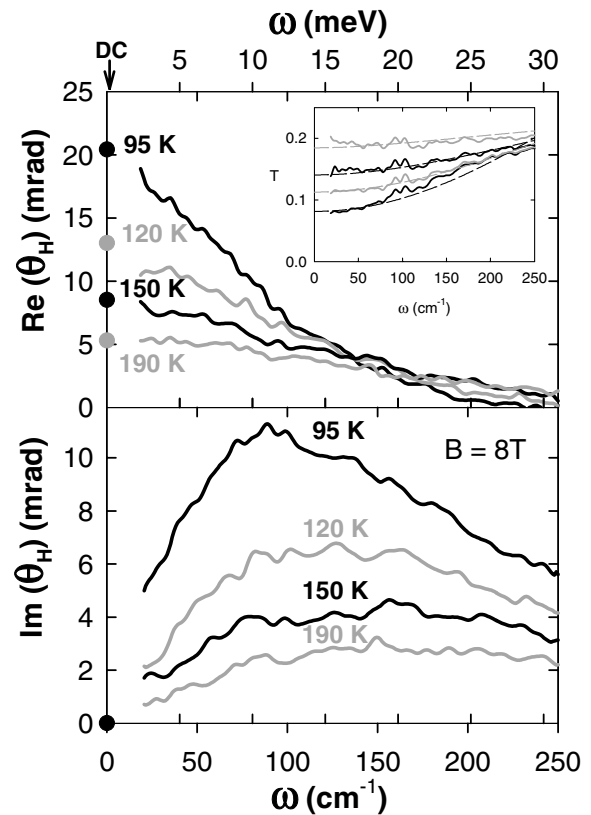 ω (meV)
DC
5 10 15 20 25 30
25
20
15
10
5
0
Re (θH) (mrad)
95 K
120 K
150 K
190 K
T
0.2
0.1
0.0
0 50 100 150 200 250
ω (cm-1)
Im (θH) (mrad)
10
8
6
4
2
0
95 K
B = 8T
120 K
150 K
190 K
0 50 100 150 200 250
ω (cm-1)